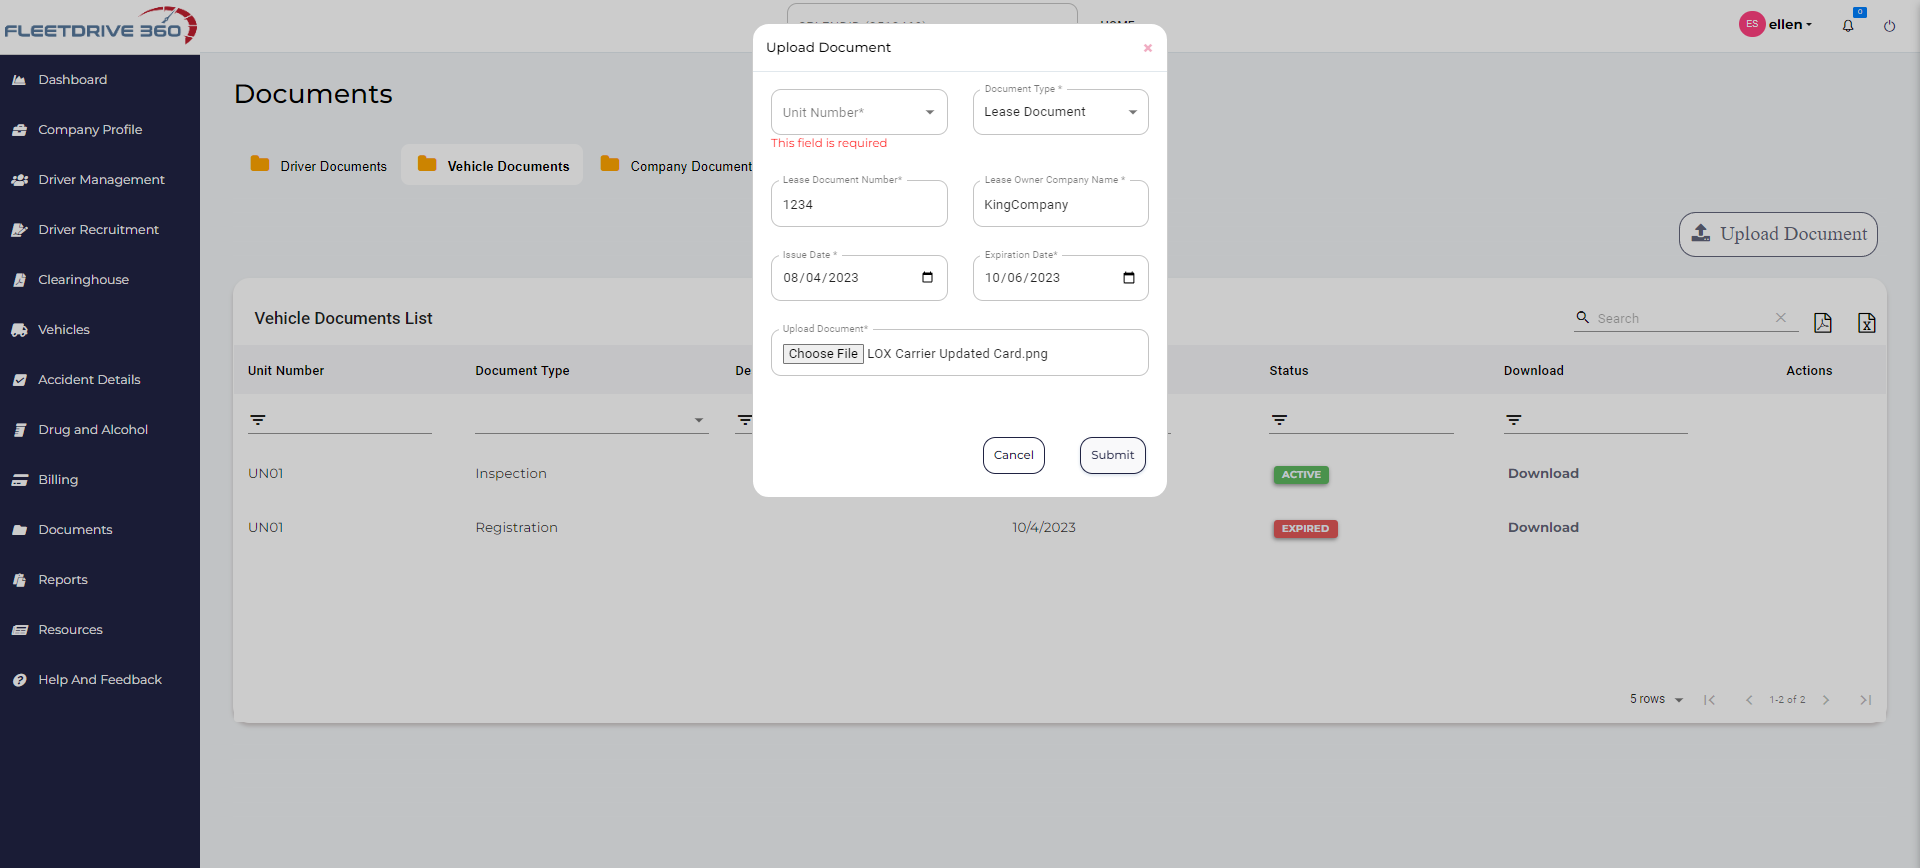 FLEETDRIVE 360
ES ellen
0
Dashboard
Company Profile
Driver Management
Driver Recruitment
Clearinghouse
Vehicles
Accident Details
Drug and Alcohol
Billing
Documents
Reports
Resources
Help And Feedback
Documents
Driver Documents
Vehicle Documents
Company Document
Upload Document
Vehicle Documents List
Search
Unit Number Document Type De Status Download Actions
UN01 Inspection ACTIVE Download
UN01 Registration 10/4/2023 EXPIRED Download
5 rows 1-2 of 2
Upload Document
×
Unit Number*
This field is required
Document Type *
Lease Document
Lease Document Number*
1234
Lease Owner Company Name *
KingCompany
Issue Date *
08/04/2023
Expiration Date*
10/06/2023
Upload Document*
Choose File LOX Carrier Updated Card.png
Cancel
Submit